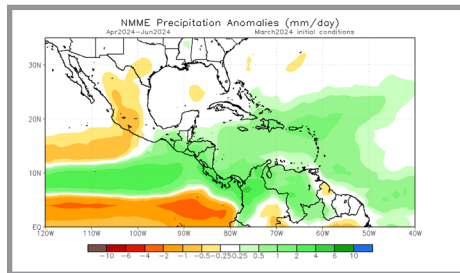 NMME Precipitation Anomalies (mm/day)
Apr2024-Jun2024 March2024 initial conditions
30N
20N
10N
EQ
120W 110W 100W 90W 80W 70W 60W 50W 40W
-10 -6 -4 -2 -1 -0.5-0.250.25 0.5 1 2 4 6 10